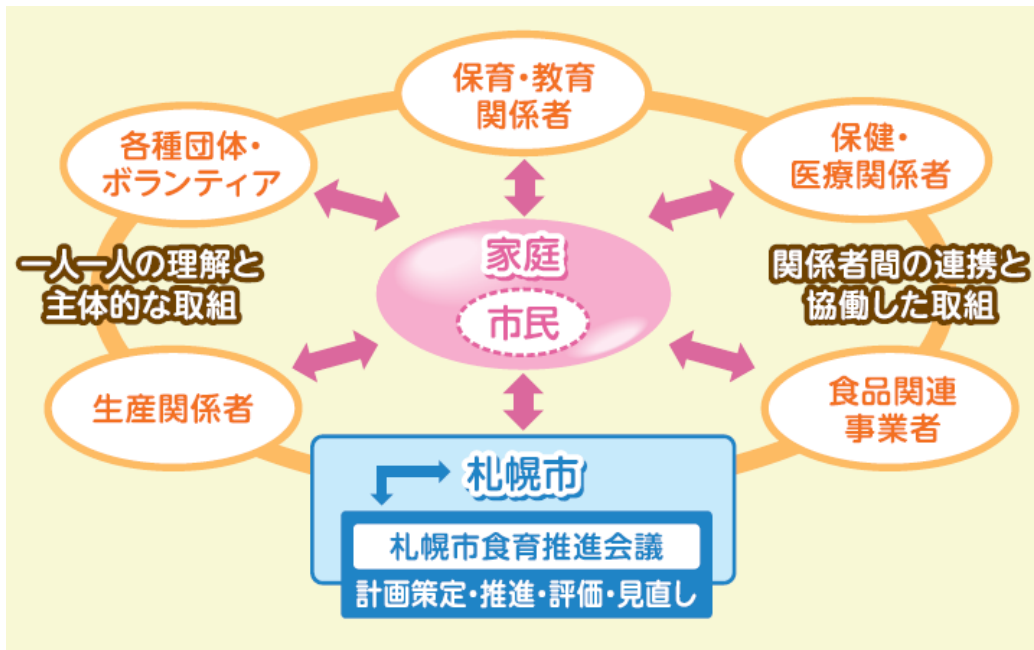 保育・教育
関係者
各種団体・
ボランティア
保健・
医療関係者
家庭
市民
一人一人の理解と
主体的な取組
関係者間の連携と
協働した取組
生産関係者
食品関連
事業者
札幌市
札幌市食育推進会議
計画策定・推進・評価・見直し